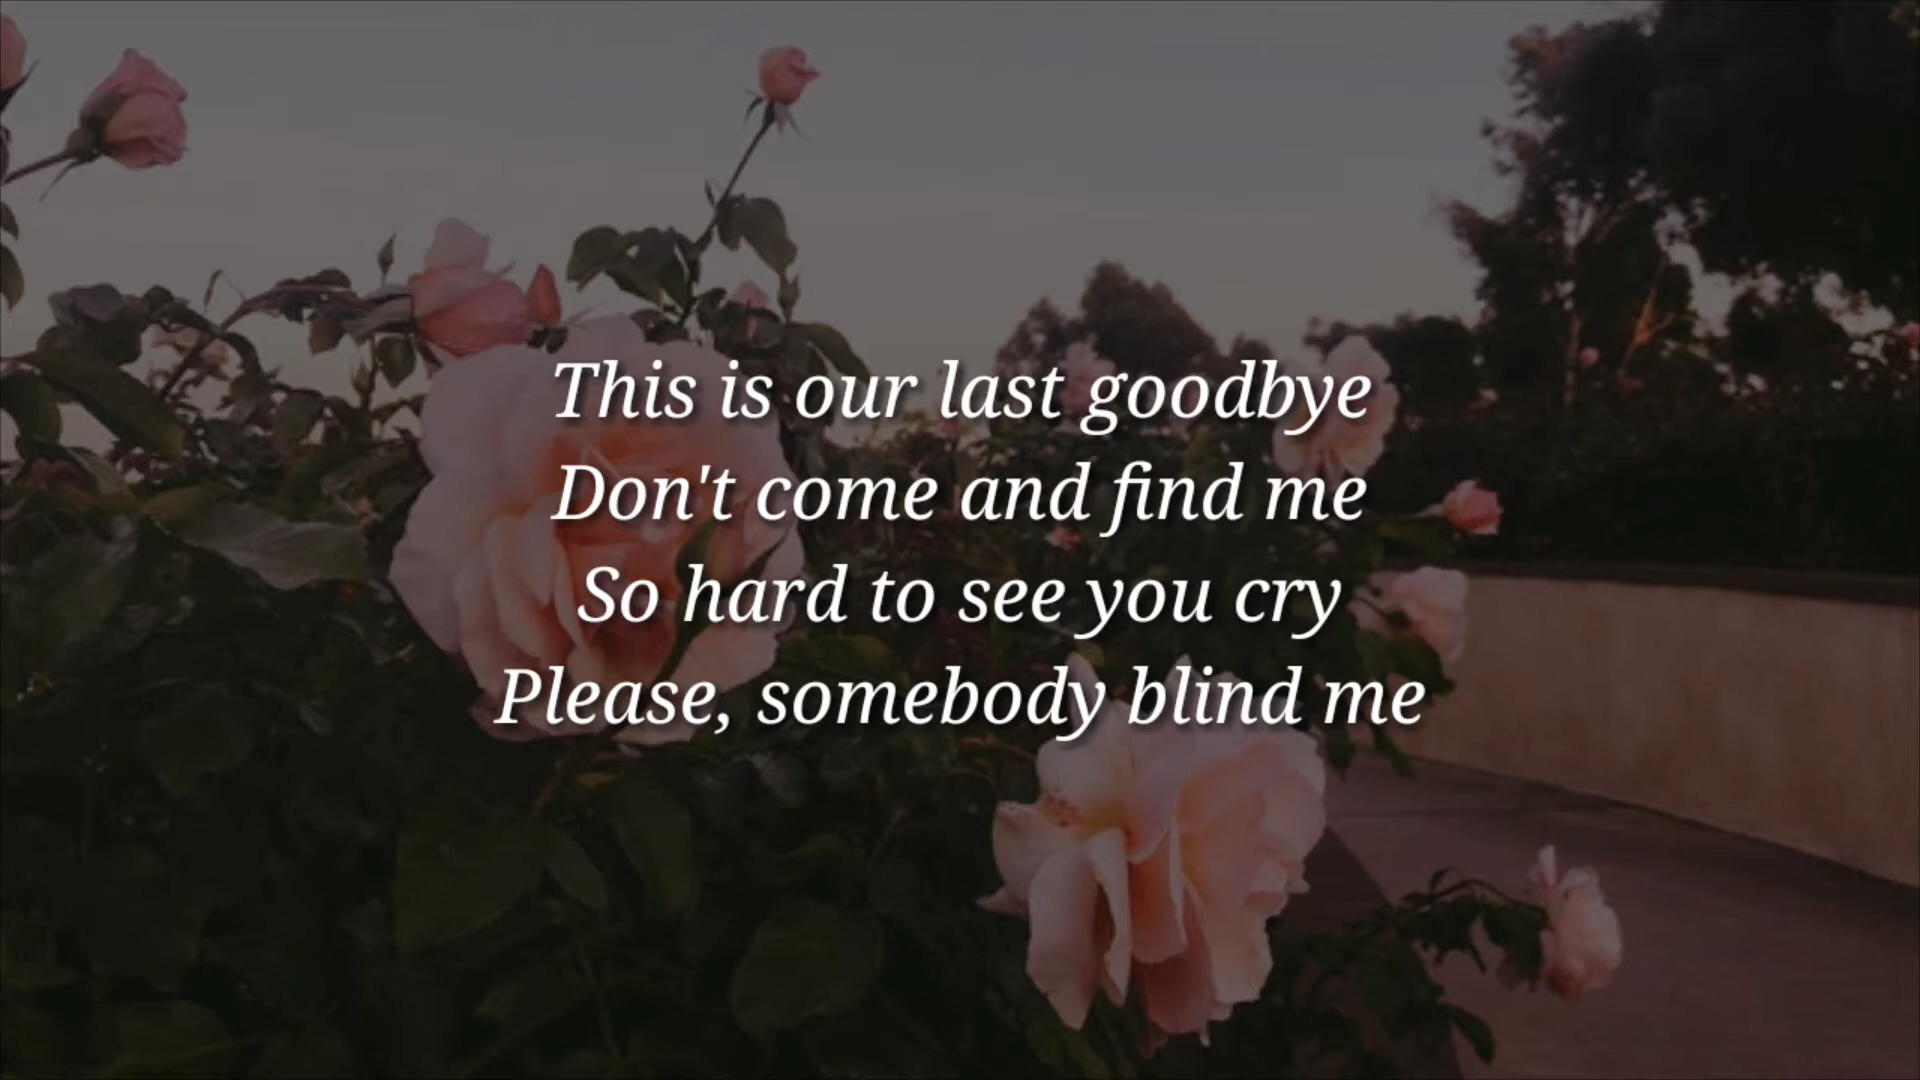 This is our last goodbye
Don't come and find me
So hard to see you cry
Please, somebody blind me